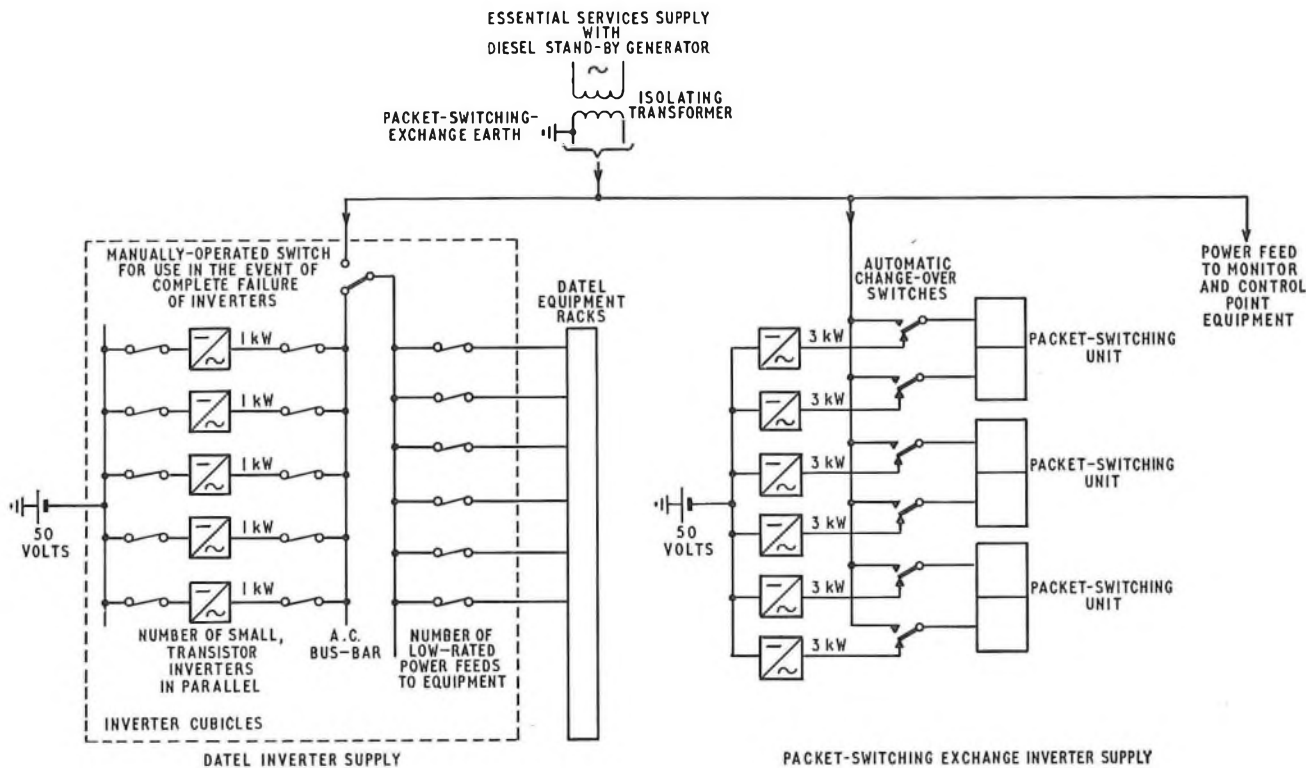 ESSENTIAL SERVICES SUPPLY
WITH
DIESEL STAND-BY GENERATOR
ISOLATING
TRANSFORMER
PACKET-SWITCHING-
EXCHANGE EARTH
MANUALLY-OPERATED SWITCH
FOR USE IN THE EVENT OF
COMPLETE FAILURE
OF INVERTERS
DATEL
EQUIPMENT
RACKS
AUTOMATIC
CHANGE-OVER
SWITCHES
POWER FEED
TO MONITOR
AND CONTROL
POINT
EQUIPMENT
1 kW
1 kW
1 kW
1 kW
1 kW
50
VOLTS
NUMBER OF SMALL,
TRANSISTOR
INVERTERS
IN PARALLEL
A.C.
BUS-BAR
NUMBER OF
LOW-RATED
POWER FEEDS
TO EQUIPMENT
INVERTER CUBICLES
DATEL INVERTER SUPPLY
3 kW
3 kW
3 kW
3 kW
3 kW
3 kW
50
VOLTS
PACKET-SWITCHING
UNIT
PACKET-SWITCHING
UNIT
PACKET-SWITCHING
UNIT
PACKET-SWITCHING EXCHANGE INVERTER SUPPLY